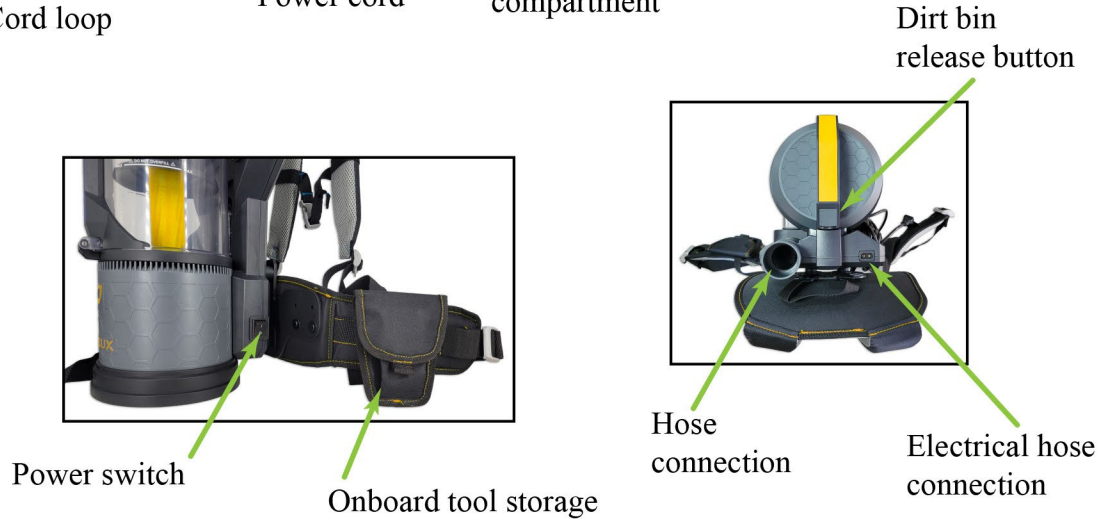 Cord loop
Power cord
compartment
Dirt bin
release button
UX
Power switch
Onboard tool storage
Hose
connection
Electrical hose
connection